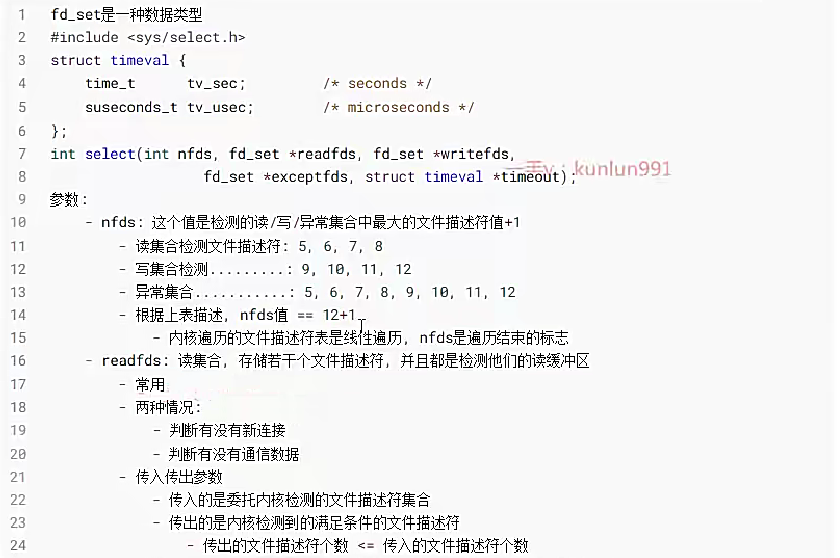 1 fd_set是一种数据类型
2 #include <sys/select.h>
3 struct timeval {
4 time_t tv_sec; /* seconds */
5 suseconds_t tv_usec; /* microseconds */
6 };
7 int select(int nfds, fd_set *readfds, fd_set *writefds,
8 fd_set *exceptfds, struct timeval *timeout);
v:kunlun991
9 参数:
10 - nfds: 这个值是检测的读/写/异常集合中最大的文件描述符值+1
11 - 读集合检测文件描述符: 5, 6, 7, 8
12 - 写集合检测.........: 9, 10, 11, 12
13 - 异常集合...........: 5, 6, 7, 8, 9, 10, 11, 12
14 - 根据上表描述, nfds值 == 12+1
15 - 内核遍历的文件描述符表是线性遍历, nfds是遍历结束的标志
16 - readfds: 读集合, 存储若干个文件描述符, 并且都是检测他们的读缓冲区
17 - 常用
18 - 两种情况:
19 - 判断有没有新连接
20 - 判断有没有通信数据
21 - 传入传出参数
22 - 传入的是委托内核检测的文件描述符集合
23 - 传出的是内核检测到的满足条件的文件描述符
24 - 传出的文件描述符个数 <= 传入的文件描述符个数